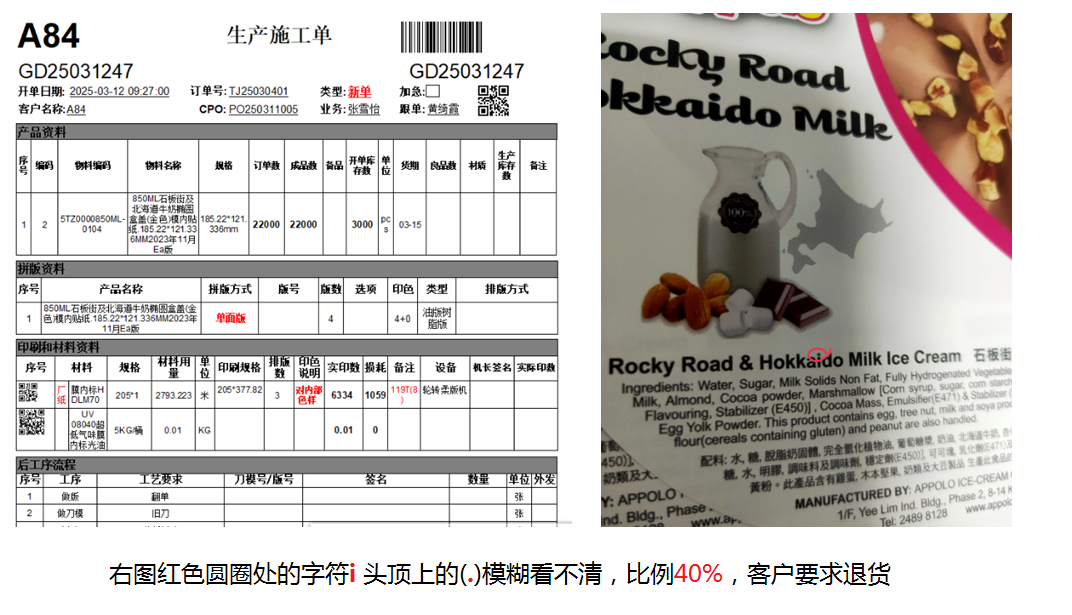 A84
生产施工单
GD25031247
GD25031247
开单日期: 2025-03-12 09:27:00 订单号: TJ25030401 类型: 新单 加急:
客户名称:A84 CPO: PO250311005 业务: 张雪怡 跟单: 黄绮霞
产品资料
序号 编码 物料编码 物料名称 规格 订单数 成品数 备品 开单库存数 单位 货期 良品数 材质 生产库存数 备注
1 2 5TZ0000850ML-0104 850ML石板街及北海道牛奶椭圆盒盖(金色)模内贴纸.185.22*121.336MM2023年11月Ea版 185.22*121.336mm 22000 22000 3000 pcs 03-15
拼版资料
序号 产品名称 拼版方式 版号 版数 选项 印色 类型 排版方式
1 850ML石板街及北海道牛奶椭圆盒盖(金色)模内贴纸.185.22*121.336MM2023年11月Ea版 单面版 4 4+0 油版树脂版
印刷和材料资料
序号 材料 规格 材料用量 单位 印刷规格 排版数 印色说明 实印数 损耗 备注 设备 机长签名 实际印数
厂纸 膜内标HDLM70 205*1 2793.223 米 205*377.82 3 对内部色样 6334 1059 119T(8) 轮转柔版机
UV08040超低气味膜内标光油 5KG/桶 0.01 KG 0.01 0
后工序流程
序号 工序 工艺要求 刀模号/版号 签名 数量 单位 外发
1 做版 翻单 张
2 做刀模 旧刀 张
Rocky Road
Hokkaido Milk
100%
Rocky Road & Hokkaido Milk Ice Cream 石板街
Ingredients: Water, Sugar, Milk Solids Non Fat, Fully Hydrogenated Vegetable
Milk, Almond, Cocoa powder, Marshmallow [Corn syrup, sugar, corn starch
Flavouring, Stabilizer (E450)], Cocoa Mass, Emulsifier(E471) & Stabilizer (
Egg Yolk Powder. This product contains egg, tree nut, milk and soya prod
flour(cereals containing gluten) and peanut are also handled.
配料: 水, 糖, 脫脂奶固體, 完全氫化植物油, 葡萄糖漿, 奶油, 北海道牛奶, 杏
糖, 水, 明膠, 調味料及調味劑, 穩定劑(E450)], 可可塊, 乳化劑(E471)及
黃粉。此產品含有雞蛋, 木本堅果, 奶類及大豆製品
MANUFACTURED BY: APPOLO ICE-CREAM
1/F, Yee Lim Ind. Bldg., Phase 2, 8-14 K
Tel: 2489 8128 www.appolo
450)],
奶類及大
Y: APPOLO
nd. Bldg., Phase
www.ap
右图红色圆圈处的字符i 头顶上的(.)模糊看不清，比例40%，客户要求退货